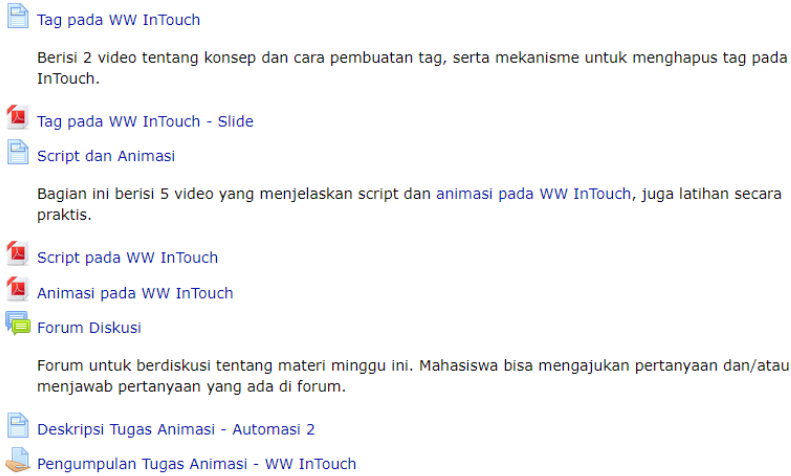 Tag pada WW InTouch
Berisi 2 video tentang konsep dan cara pembuatan tag, serta mekanisme untuk menghapus tag pada
InTouch.
Tag pada WW InTouch - Slide
Script dan Animasi
Bagian ini berisi 5 video yang menjelaskan script dan animasi pada WW InTouch, juga latihan secara
praktis.
Script pada WW InTouch
Animasi pada WW InTouch
Forum Diskusi
Forum untuk berdiskusi tentang materi minggu ini. Mahasiswa bisa mengajukan pertanyaan dan/atau
menjawab pertanyaan yang ada di forum.
Deskripsi Tugas Animasi - Automasi 2
Pengumpulan Tugas Animasi - WW InTouch